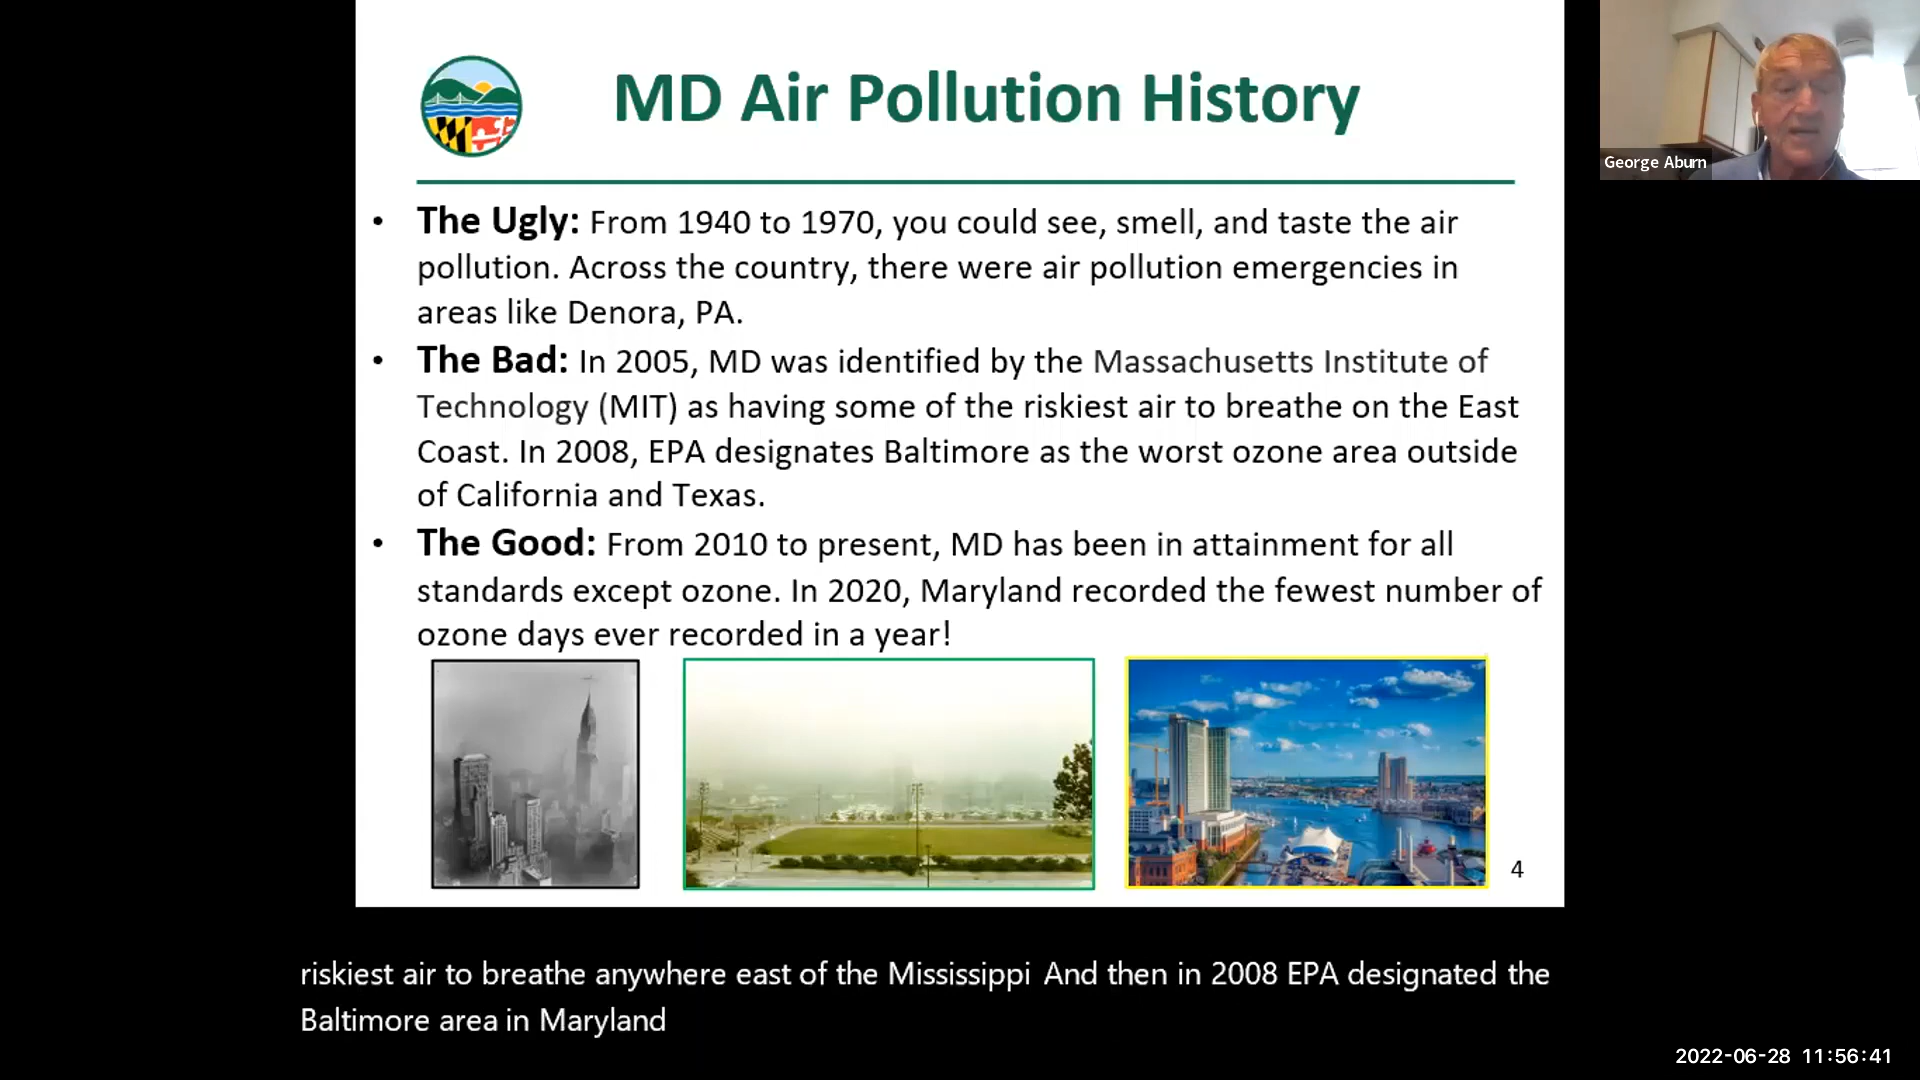 MD Air Pollution History
George Aburn
• The Ugly: From 1940 to 1970, you could see, smell, and taste the air
pollution. Across the country, there were air pollution emergencies in
areas like Denora, PA.
• The Bad: In 2005, MD was identified by the Massachusetts Institute of
Technology (MIT) as having some of the riskiest air to breathe on the East
Coast. In 2008, EPA designates Baltimore as the worst ozone area outside
of California and Texas.
• The Good: From 2010 to present, MD has been in attainment for all
standards except ozone. In 2020, Maryland recorded the fewest number of
ozone days ever recorded in a year!
4
riskiest air to breathe anywhere east of the Mississippi And then in 2008 EPA designated the
Baltimore area in Maryland
2022-06-28 11:56:41